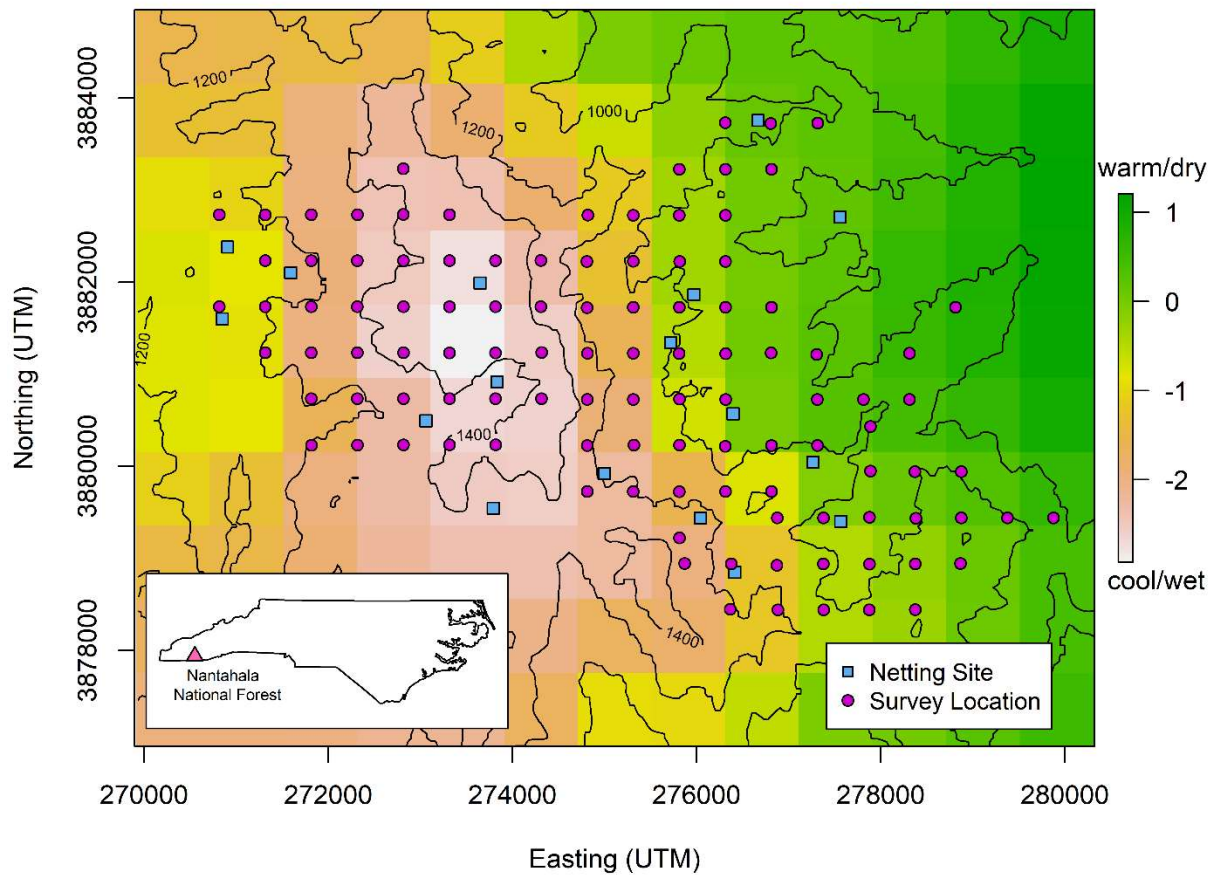 1200
1200
1000
1200
1400
1400
3884000
3882000
3880000
3878000
Northing (UTM)
270000 272000 274000 276000 278000 280000
Easting (UTM)
warm/dry
1
0
-1
-2
cool/wet
Nantahala
National Forest
Netting Site
Survey Location